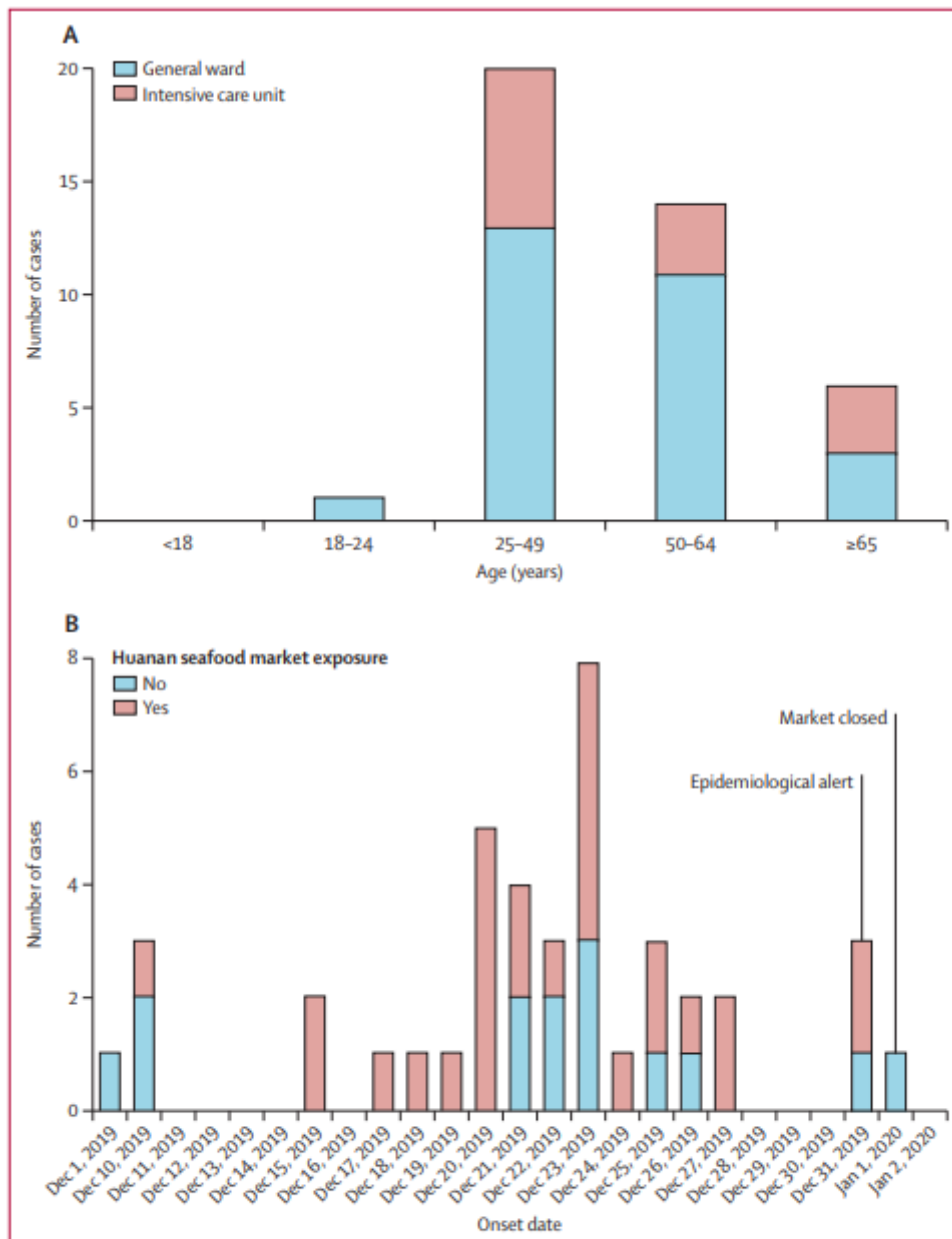 A
General ward
Intensive care unit
20
15
10
5
0
Number of cases
<18 18–24 25–49 50–64 ≥65
Age (years)
B
Huanan seafood market exposure
No
Yes
8
6
4
2
0
Number of cases
Market closed
Epidemiological alert
Dec 1, 2019
Dec 10, 2019
Dec 11, 2019
Dec 12, 2019
Dec 13, 2019
Dec 14, 2019
Dec 15, 2019
Dec 16, 2019
Dec 17, 2019
Dec 18, 2019
Dec 19, 2019
Dec 20, 2019
Dec 21, 2019
Dec 22, 2019
Dec 23, 2019
Dec 24, 2019
Dec 25, 2019
Dec 26, 2019
Dec 27, 2019
Dec 28, 2019
Dec 29, 2019
Dec 30, 2019
Dec 31, 2019
Jan 1, 2020
Jan 2, 2020
Onset date